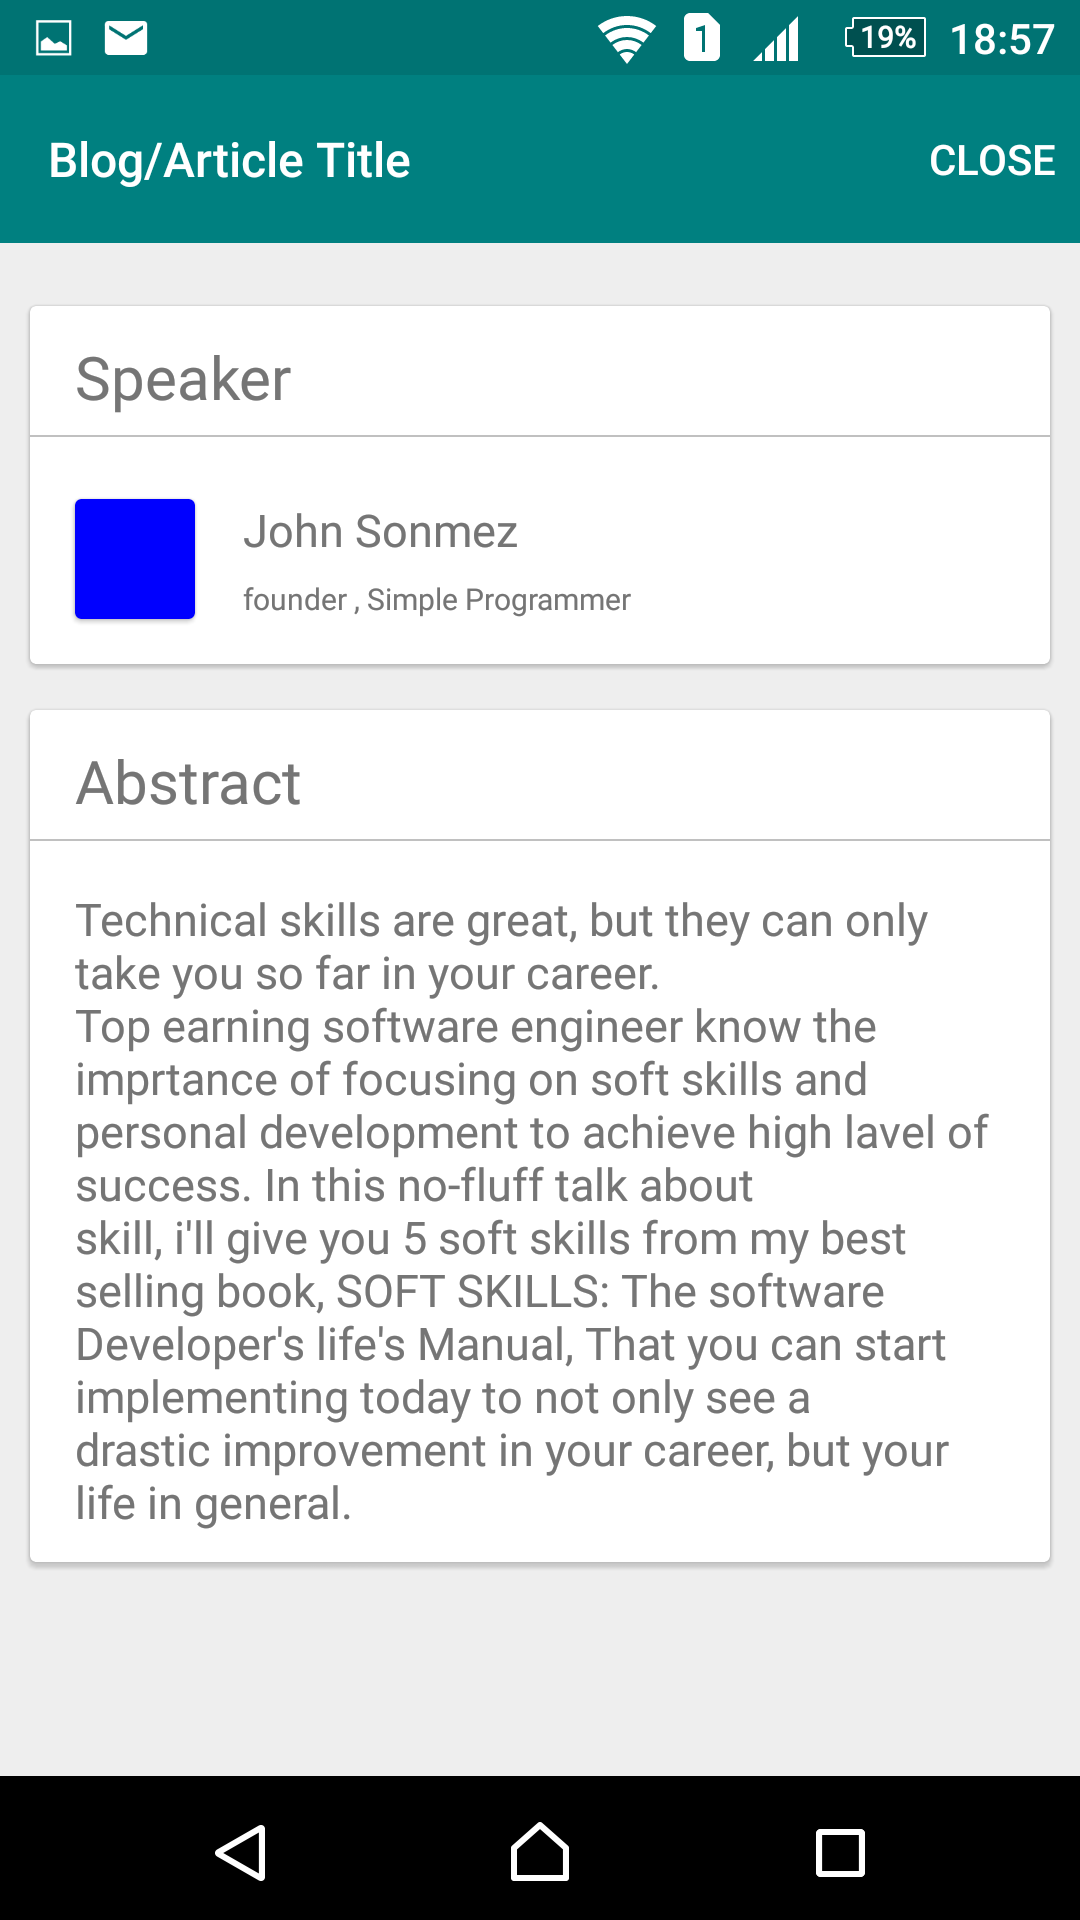 1 19% 18:57
Blog/Article Title CLOSE
Speaker
John Sonmez
founder , Simple Programmer
Abstract
Technical skills are great, but they can only
take you so far in your career.
Top earning software engineer know the
imprtance of focusing on soft skills and
personal development to achieve high lavel of
success. In this no-fluff talk about
skill, i'll give you 5 soft skills from my best
selling book, SOFT SKILLS: The software
Developer's life's Manual, That you can start
implementing today to not only see a
drastic improvement in your career, but your
life in general.